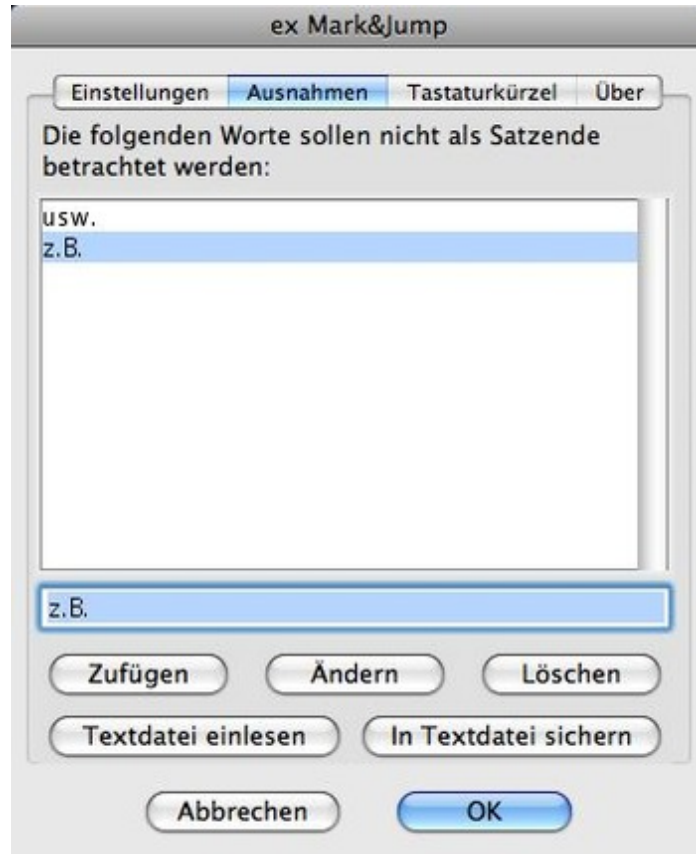 ex Mark&Jump
Einstellungen Ausnahmen Tastaturkürzel Über
Die folgenden Worte sollen nicht als Satzende
betrachtet werden:
usw.
z.B.
z.B.
Zufügen Ändern Löschen
Textdatei einlesen In Textdatei sichern
Abbrechen OK